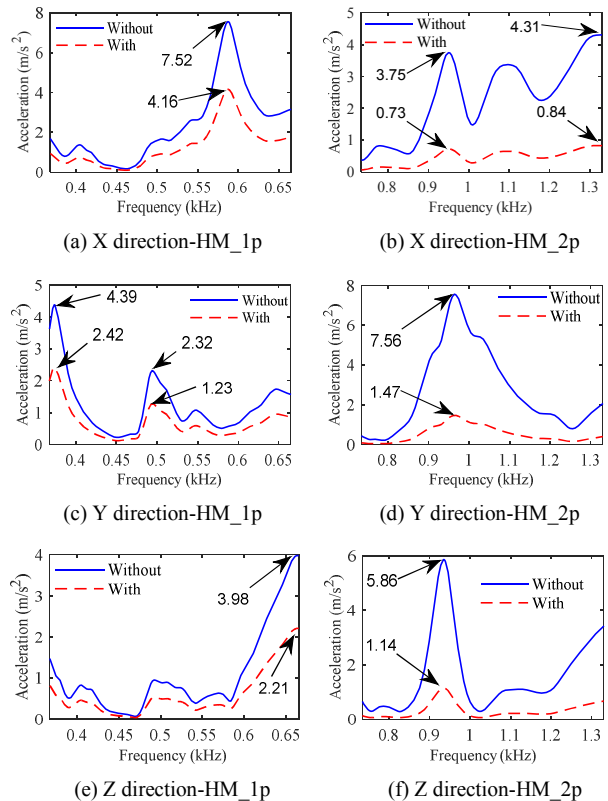 8
6
4
2
0
Acceleration (m/s²)
Without
With
7.52
4.16
0.4 0.45 0.5 0.55 0.6 0.65
Frequency (kHz)
(a) X direction-HM_1p
5
4
3
2
1
0
Acceleration (m/s²)
Without
With
4.31
3.75
0.73
0.84
0.8 0.9 1 1.1 1.2 1.3
Frequency (kHz)
(b) X direction-HM_2p
5
4
3
2
1
0
Acceleration (m/s²)
Without
With
4.39
2.42
2.32
1.23
0.4 0.45 0.5 0.55 0.6 0.65
Frequency (kHz)
(c) Y direction-HM_1p
8
6
4
2
0
Acceleration (m/s²)
Without
With
7.56
1.47
0.8 0.9 1 1.1 1.2 1.3
Frequency (kHz)
(d) Y direction-HM_2p
4
3
2
1
0
Acceleration (m/s²)
Without
With
3.98
2.21
0.4 0.45 0.5 0.55 0.6 0.65
Frequency (kHz)
(e) Z direction-HM_1p
6
4
2
0
Acceleration (m/s²)
Without
With
5.86
1.14
0.8 0.9 1 1.1 1.2 1.3
Frequency (kHz)
(f) Z direction-HM_2p